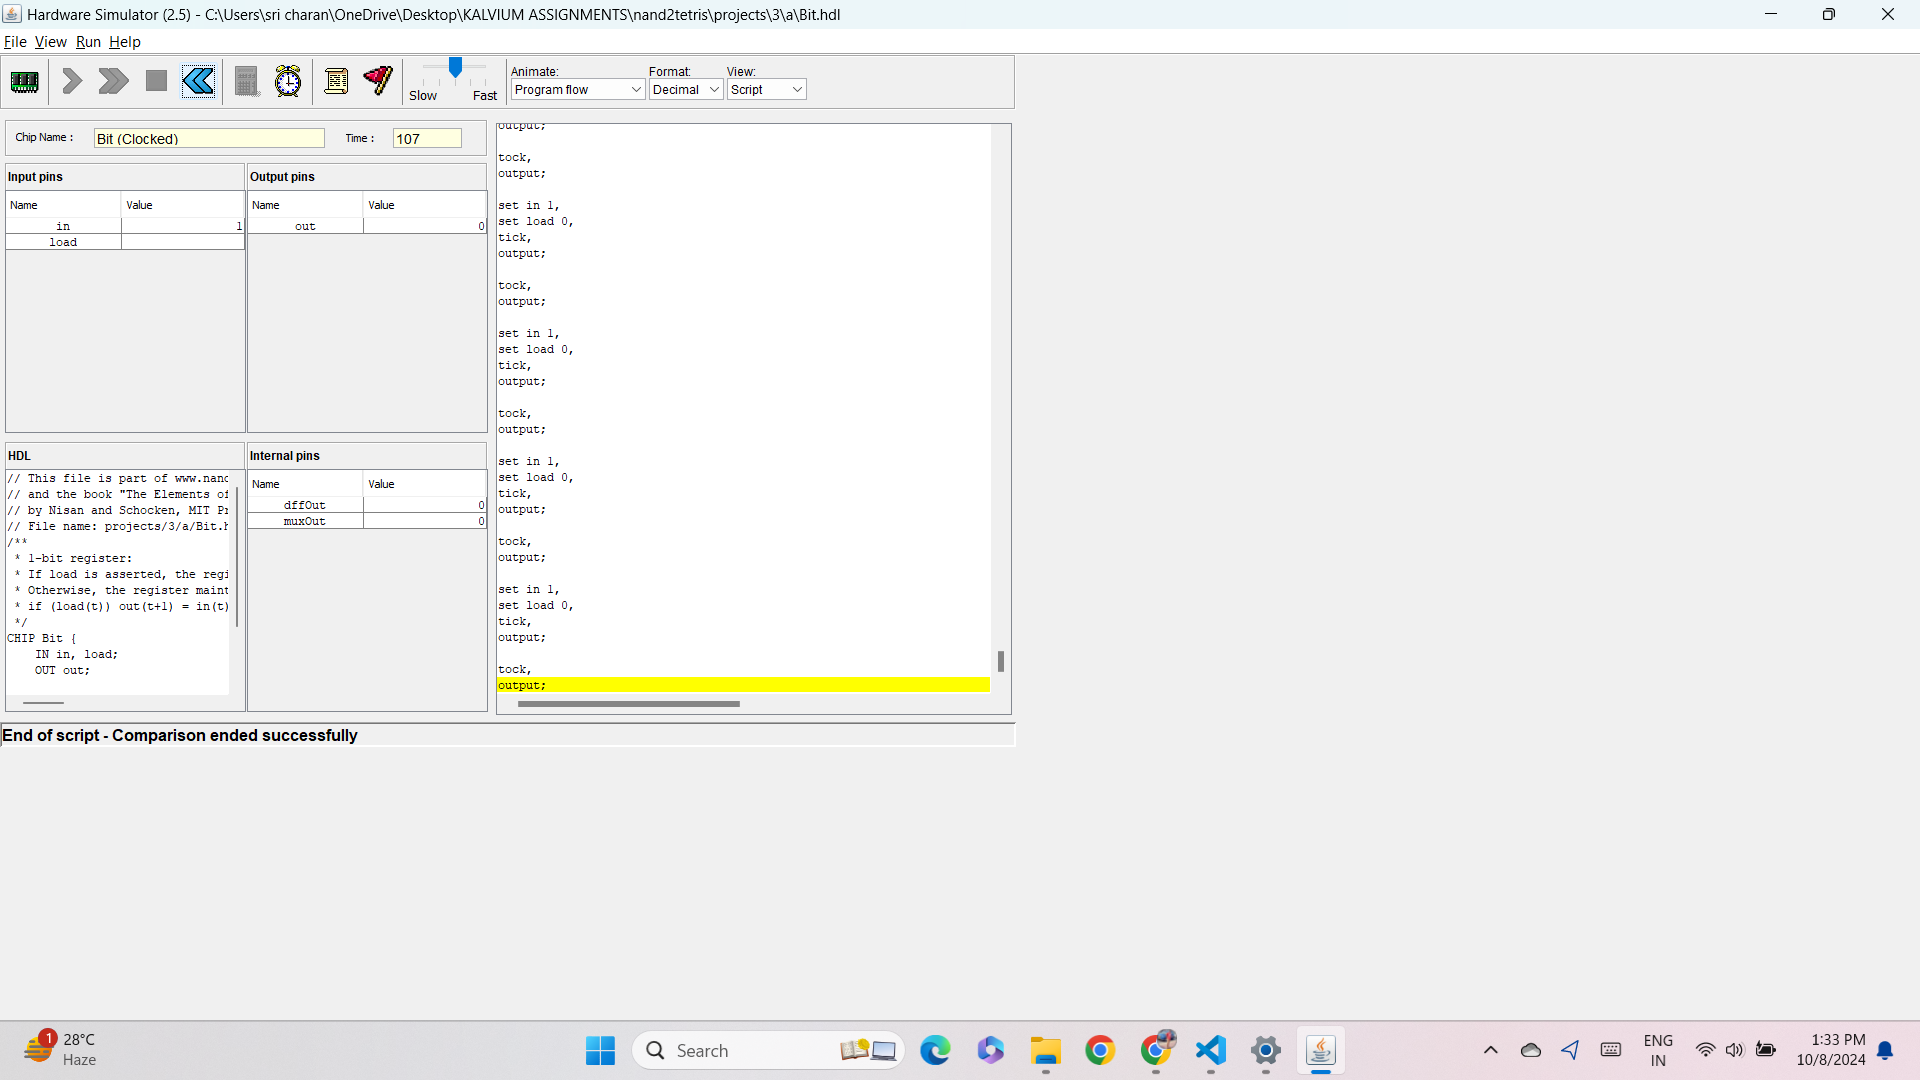 Hardware Simulator (2.5) - C:\Users\sri charan\OneDrive\Desktop\KALVIUM ASSIGNMENTS\nand2tetris\projects\3\a\Bit.hdl
File View Run Help
Slow Fast
Animate:
Program flow
Format:
Decimal
View:
Script
Chip Name : Bit (Clocked) Time : 107
Input pins
Name Value
in 1
load
Output pins
Name Value
out 0
HDL
// This file is part of www.nand
// and the book "The Elements of
// by Nisan and Schocken, MIT Pr
// File name: projects/3/a/Bit.h
/**
* 1-bit register:
* If load is asserted, the regi
* Otherwise, the register maint
* if (load(t)) out(t+1) = in(t)
*/
CHIP Bit {
IN in, load;
OUT out;
Internal pins
Name Value
dffOut 0
muxOut 0
output;
tock,
output;
set in 1,
set load 0,
tick,
output;
tock,
output;
set in 1,
set load 0,
tick,
output;
tock,
output;
set in 1,
set load 0,
tick,
output;
tock,
output;
set in 1,
set load 0,
tick,
output;
tock,
output;
End of script - Comparison ended successfully
1
28°C
Haze
Search
ENG
IN
1:33 PM
10/8/2024